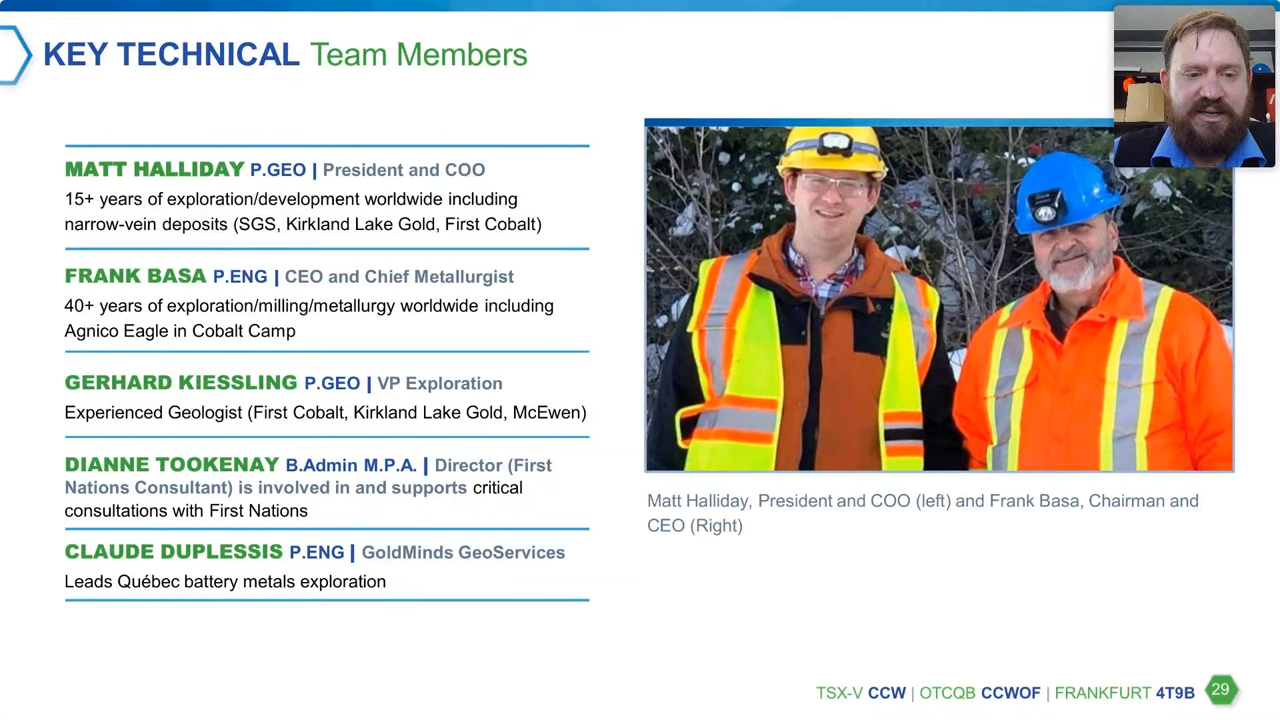 KEY TECHNICAL Team Members
MATT HALLIDAY P.GEO | President and COO
15+ years of exploration/development worldwide including
narrow-vein deposits (SGS, Kirkland Lake Gold, First Cobalt)
FRANK BASA P.ENG | CEO and Chief Metallurgist
40+ years of exploration/milling/metallurgy worldwide including
Agnico Eagle in Cobalt Camp
GERHARD KIESSLING P.GEO | VP Exploration
Experienced Geologist (First Cobalt, Kirkland Lake Gold, McEwen)
DIANNE TOOKENAY B.Admin M.P.A. | Director (First
Nations Consultant) is involved in and supports critical
consultations with First Nations
CLAUDE DUPLESSIS P.ENG | GoldMinds GeoServices
Leads Québec battery metals exploration
Matt Halliday, President and COO (left) and Frank Basa, Chairman and
CEO (Right)
TSX-V CCW | OTCQB CCWOF | FRANKFURT 4T9B 29